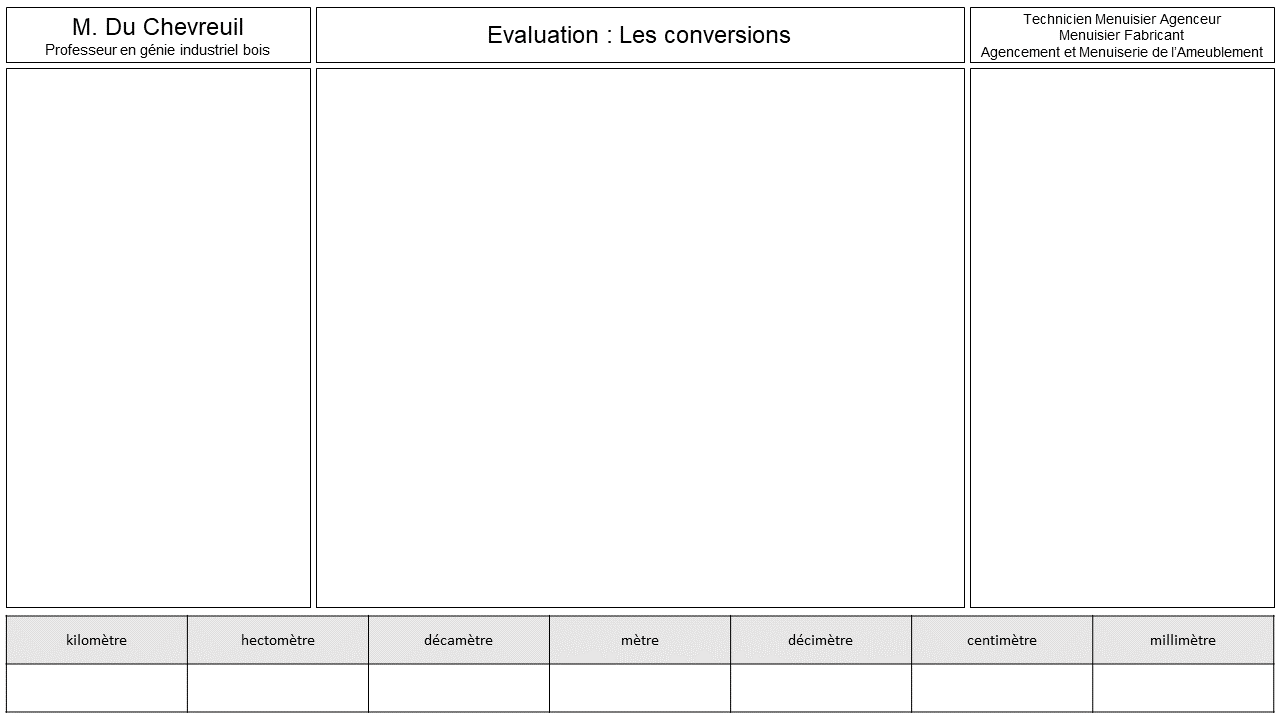 M. Du Chevreuil
Professeur en génie industriel bois
Evaluation : Les conversions
Technicien Menuisier Agenceur
Menuisier Fabricant
Agencement et Menuiserie de l'Ameublement
kilomètre hectomètre décamètre mètre décimètre centimètre millimètre